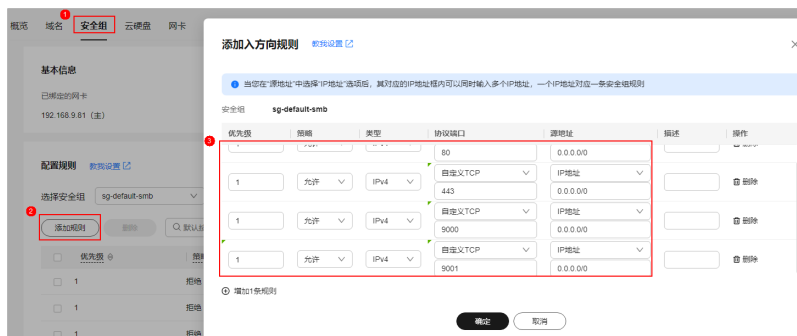 概览 域名 安全组 云硬盘 网卡
1
基本信息
已绑定的网卡
192.168.9.81（主）
配置规则 教我设置
选择安全组 sg-default-smb
2
添加规则 删除 默认
优先级
1 拒绝
1 拒绝
1 拒绝
添加入方向规则 教我设置
当您在"源地址"中选择"IP地址"选项后，其对应的IP地址框内可以同时输入多个IP地址，一个IP地址对应一条安全组规则
安全组 sg-default-smb
优先级 策略 类型 协议端口 源地址 描述 操作
3
80 0.0.0.0/0
自定义TCP IP地址
1 允许 IPv4 删除
443 0.0.0.0/0
自定义TCP IP地址
1 允许 IPv4 删除
9000 0.0.0.0/0
自定义TCP IP地址
1 允许 IPv4 删除
9001 0.0.0.0/0
增加1条规则
确定 取消